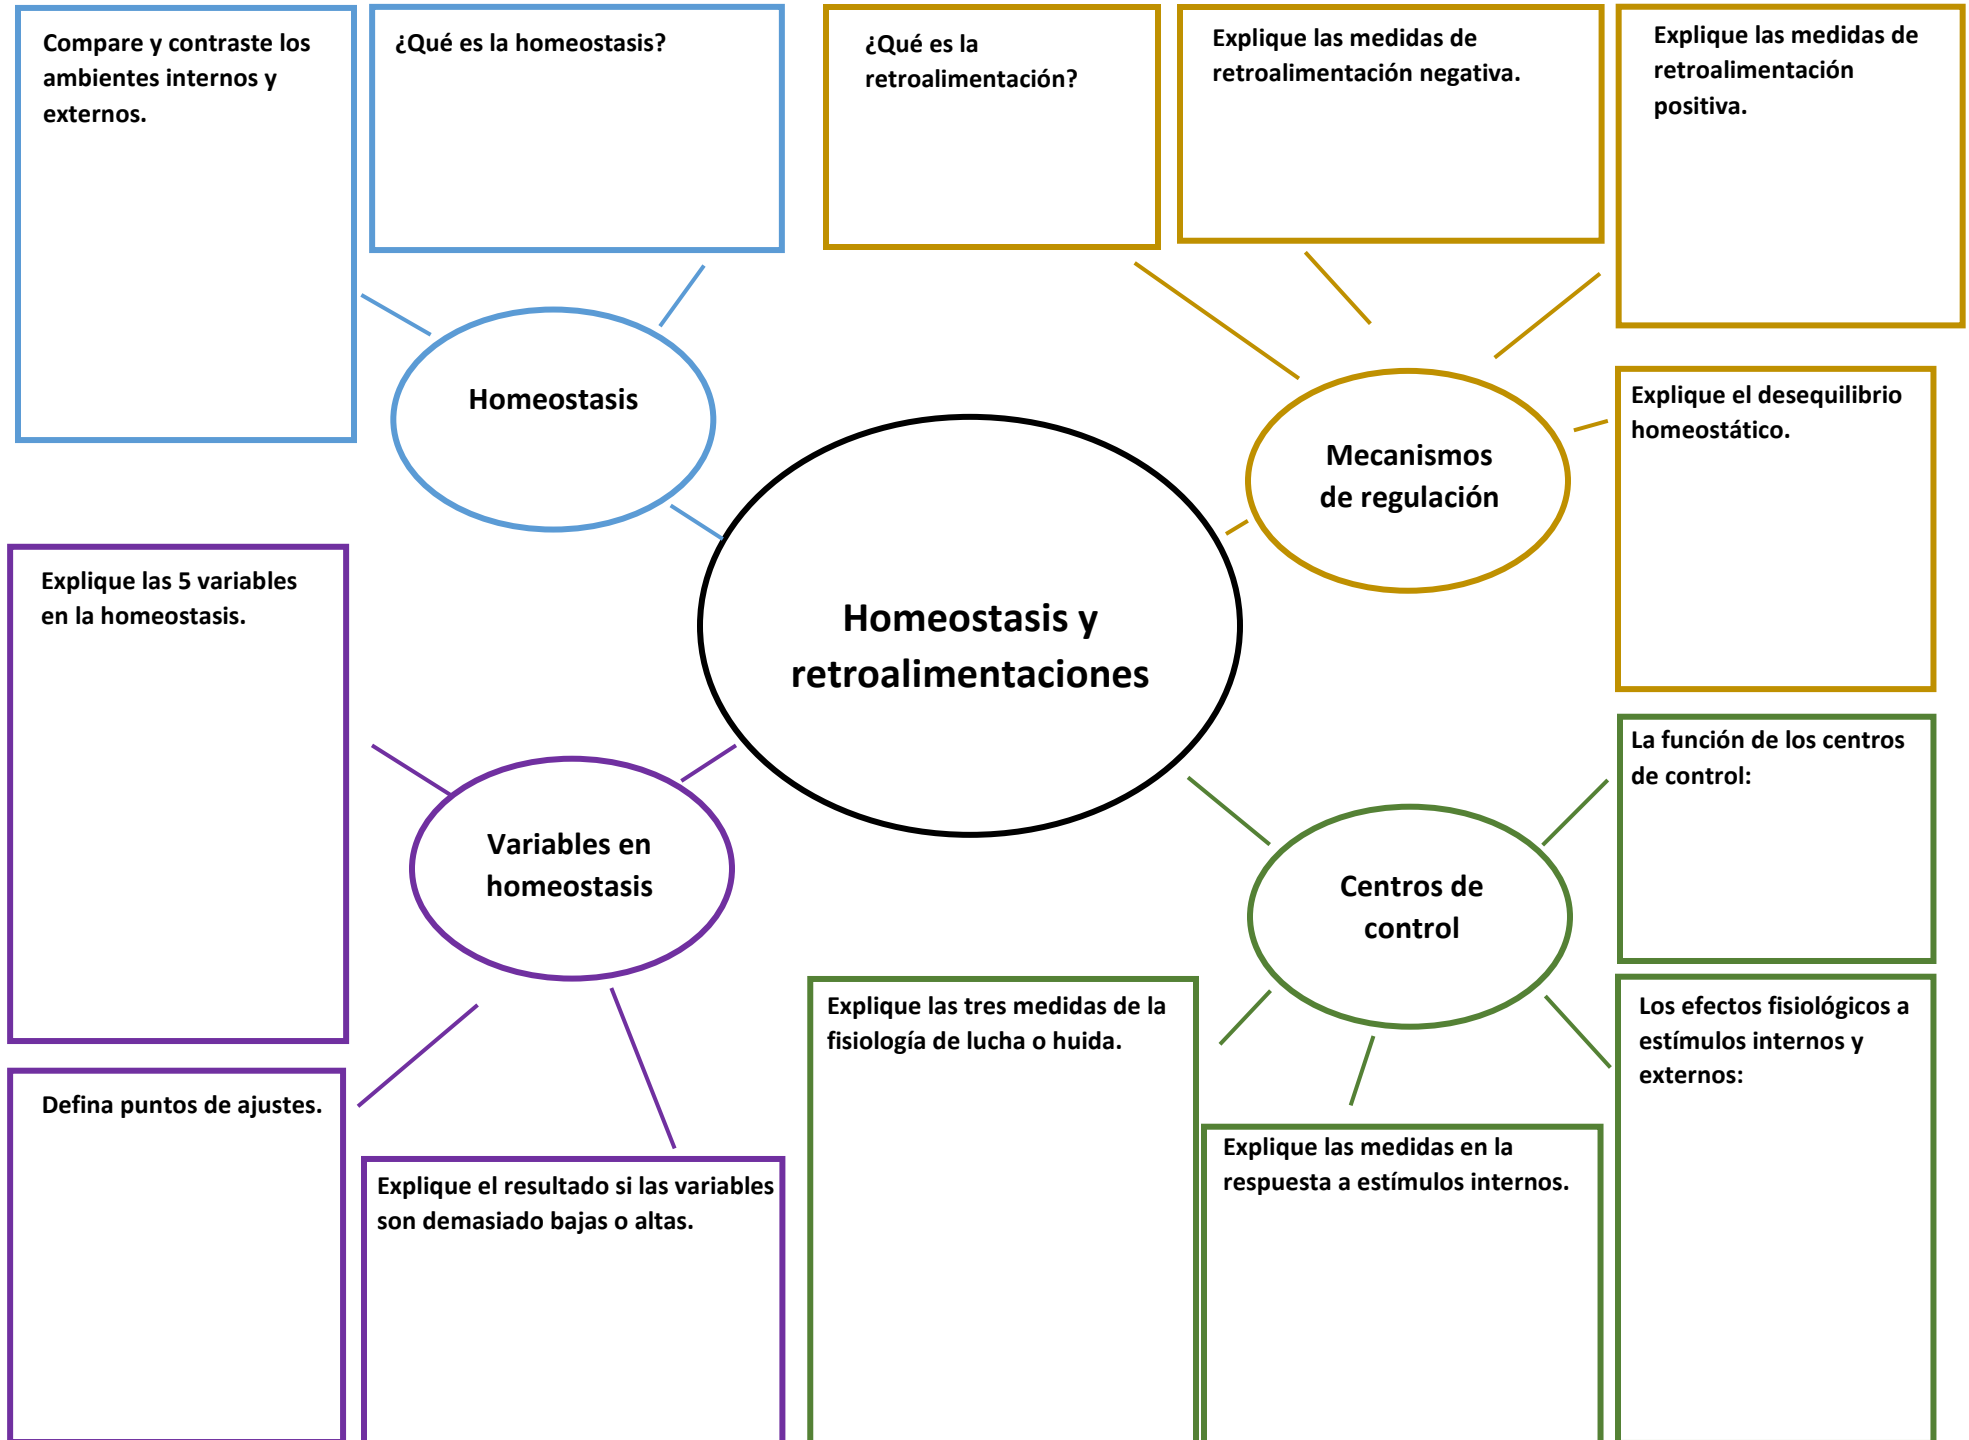 Compare y contraste los
ambientes internos y
externos.
¿Qué es la homeostasis?
¿Qué es la
retroalimentación?
Explique las medidas de
retroalimentación negativa.
Explique las medidas de
retroalimentación
positiva.
Homeostasis
Mecanismos
de regulación
Explique el desequilibrio
homeostático.
Homeostasis y
retroalimentaciones
Explique las 5 variables
en la homeostasis.
Variables en
homeostasis
Centros de
control
La función de los centros
de control:
Defina puntos de ajustes.
Explique el resultado si las variables
son demasiado bajas o altas.
Explique las tres medidas de la
fisiología de lucha o huida.
Explique las medidas en la
respuesta a estímulos internos.
Los efectos fisiológicos a
estímulos internos y
externos: